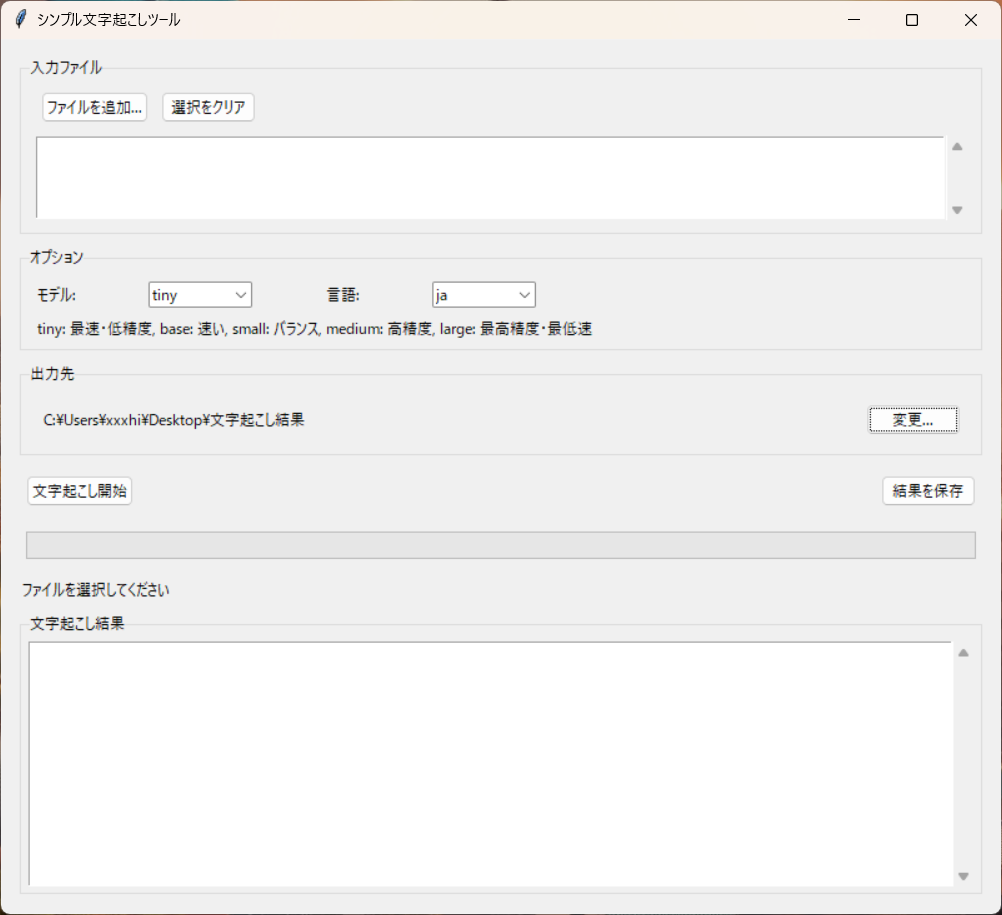 シンプル文字起こしツール
入力ファイル
ファイルを追加...
選択をクリア
オプション
モデル:
tiny
言語:
ja
tiny: 最速・低精度, base: 速い, small: バランス, medium: 高精度, large: 最高精度・最低速
出力先
C:¥Users¥xxxhi¥Desktop¥文字起こし結果
変更...
文字起こし開始
結果を保存
ファイルを選択してください
文字起こし結果